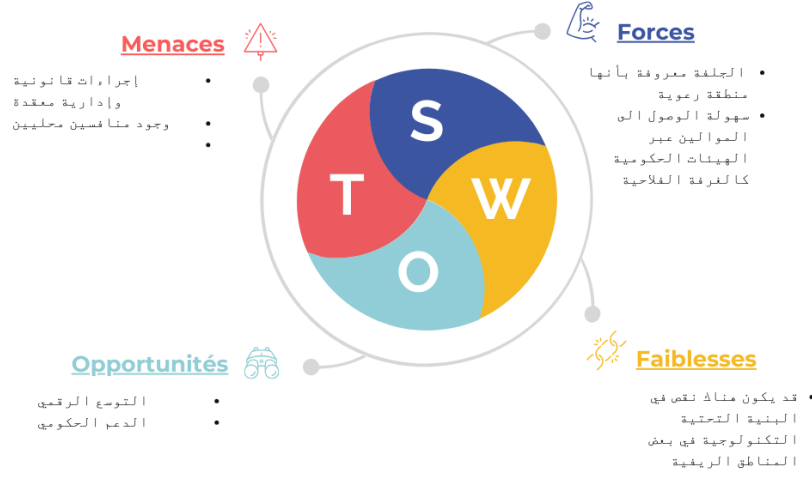 Menaces
• إجراءات قانونية
وإدارية معقدة
• وجود منافسين محليين
•
Forces
• الجلفة معروفة بأنها
منطقة رعوية
• سهولة الوصول الى
الموالين عبر
الهيئات الحكومية
كالغرفة الفلاحية
S
T
W
O
Opportunités
• التوسع الرقمي
• الدعم الحكومي
Faiblesses
• قد يكون هناك نقص في
البنية التحتية
التكنولوجية في بعض
المناطق الريفية